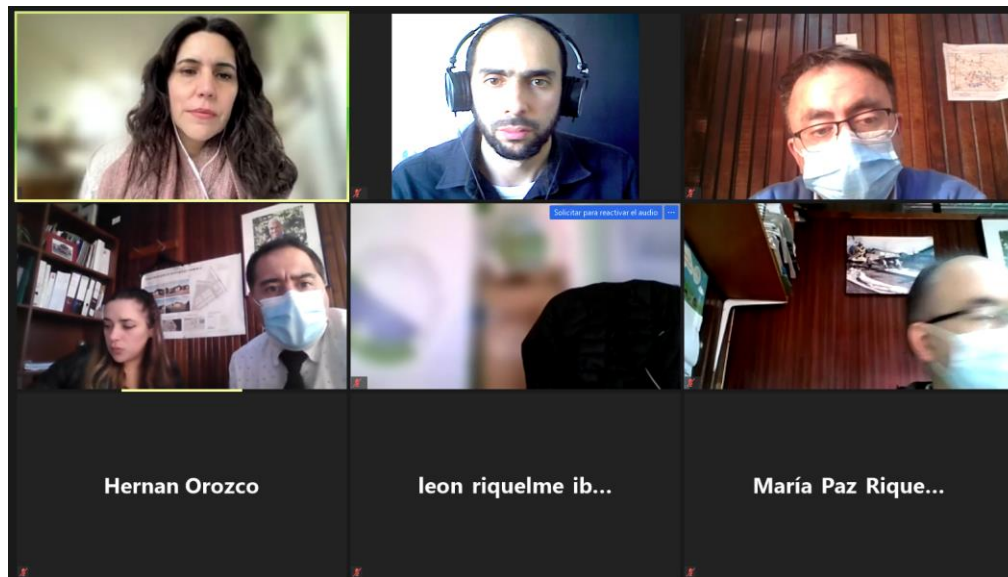 Solicitar para reactivar el audio
Hernan Orozco
leon riquelme ib...
María Paz Rique...